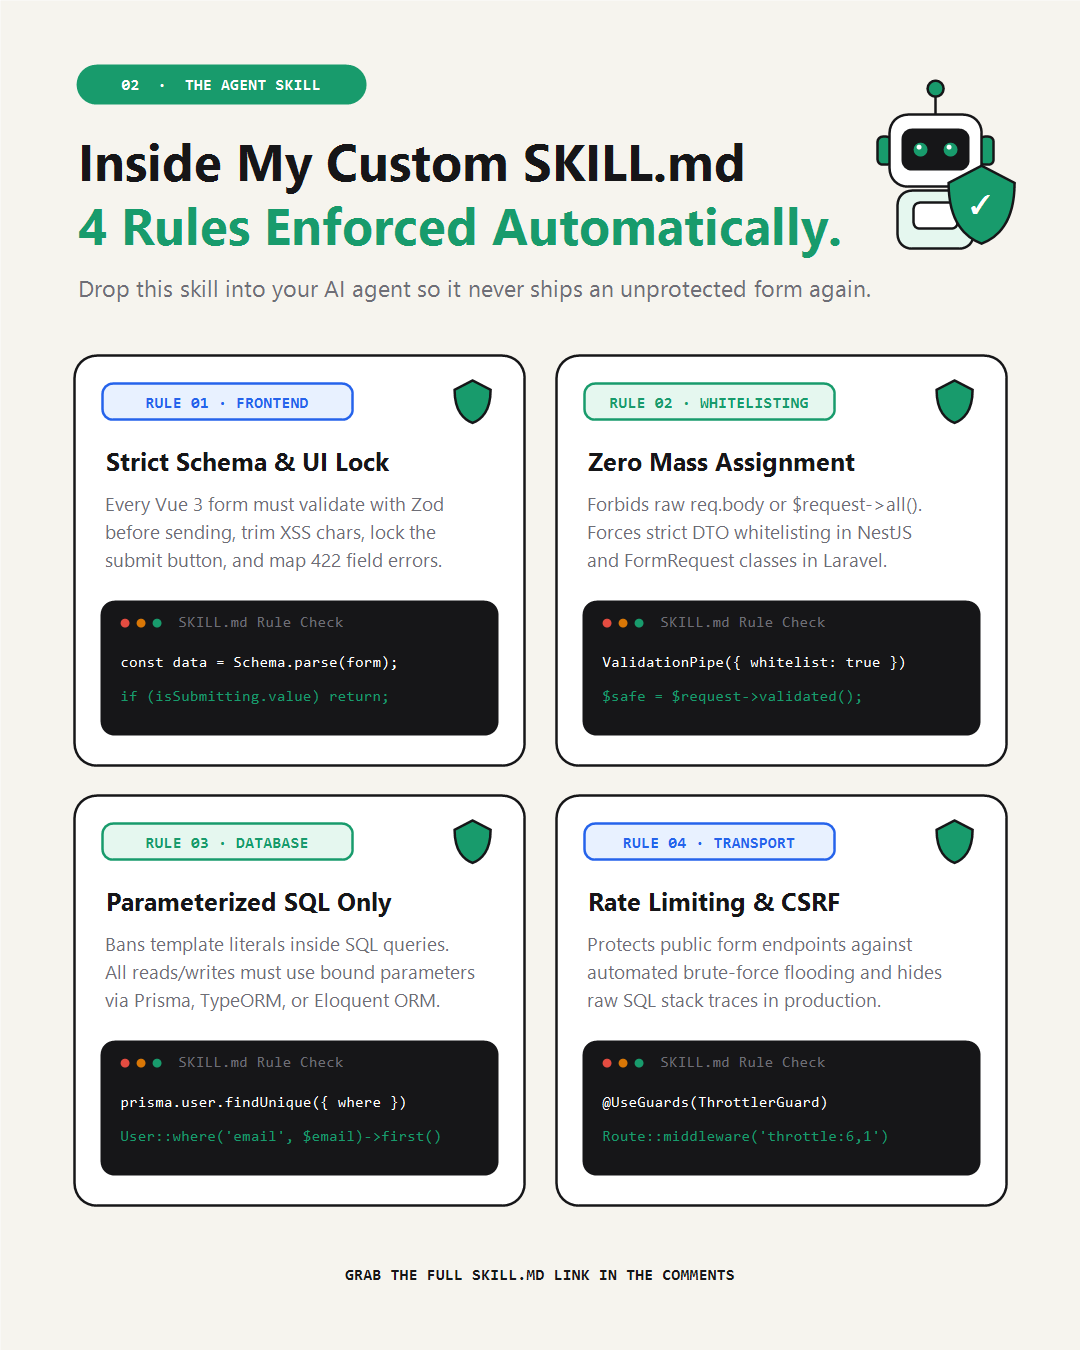 02 · THE AGENT SKILL
Inside My Custom SKILL.md
4 Rules Enforced Automatically.
Drop this skill into your AI agent so it never ships an unprotected form again.
RULE 01 · FRONTEND
Strict Schema & UI Lock
Every Vue 3 form must validate with Zod
before sending, trim XSS chars, lock the
submit button, and map 422 field errors.
SKILL.md Rule Check
const data = Schema.parse(form);
if (isSubmitting.value) return;
RULE 02 · WHITELISTING
Zero Mass Assignment
Forbids raw req.body or $request->all().
Forces strict DTO whitelisting in NestJS
and FormRequest classes in Laravel.
SKILL.md Rule Check
ValidationPipe({ whitelist: true })
$safe = $request->validated();
RULE 03 · DATABASE
Parameterized SQL Only
Bans template literals inside SQL queries.
All reads/writes must use bound parameters
via Prisma, TypeORM, or Eloquent ORM.
SKILL.md Rule Check
prisma.user.findUnique({ where })
User::where('email', $email)->first()
RULE 04 · TRANSPORT
Rate Limiting & CSRF
Protects public form endpoints against
automated brute-force flooding and hides
raw SQL stack traces in production.
SKILL.md Rule Check
@UseGuards(ThrottlerGuard)
Route::middleware('throttle:6,1')
GRAB THE FULL SKILL.MD LINK IN THE COMMENTS